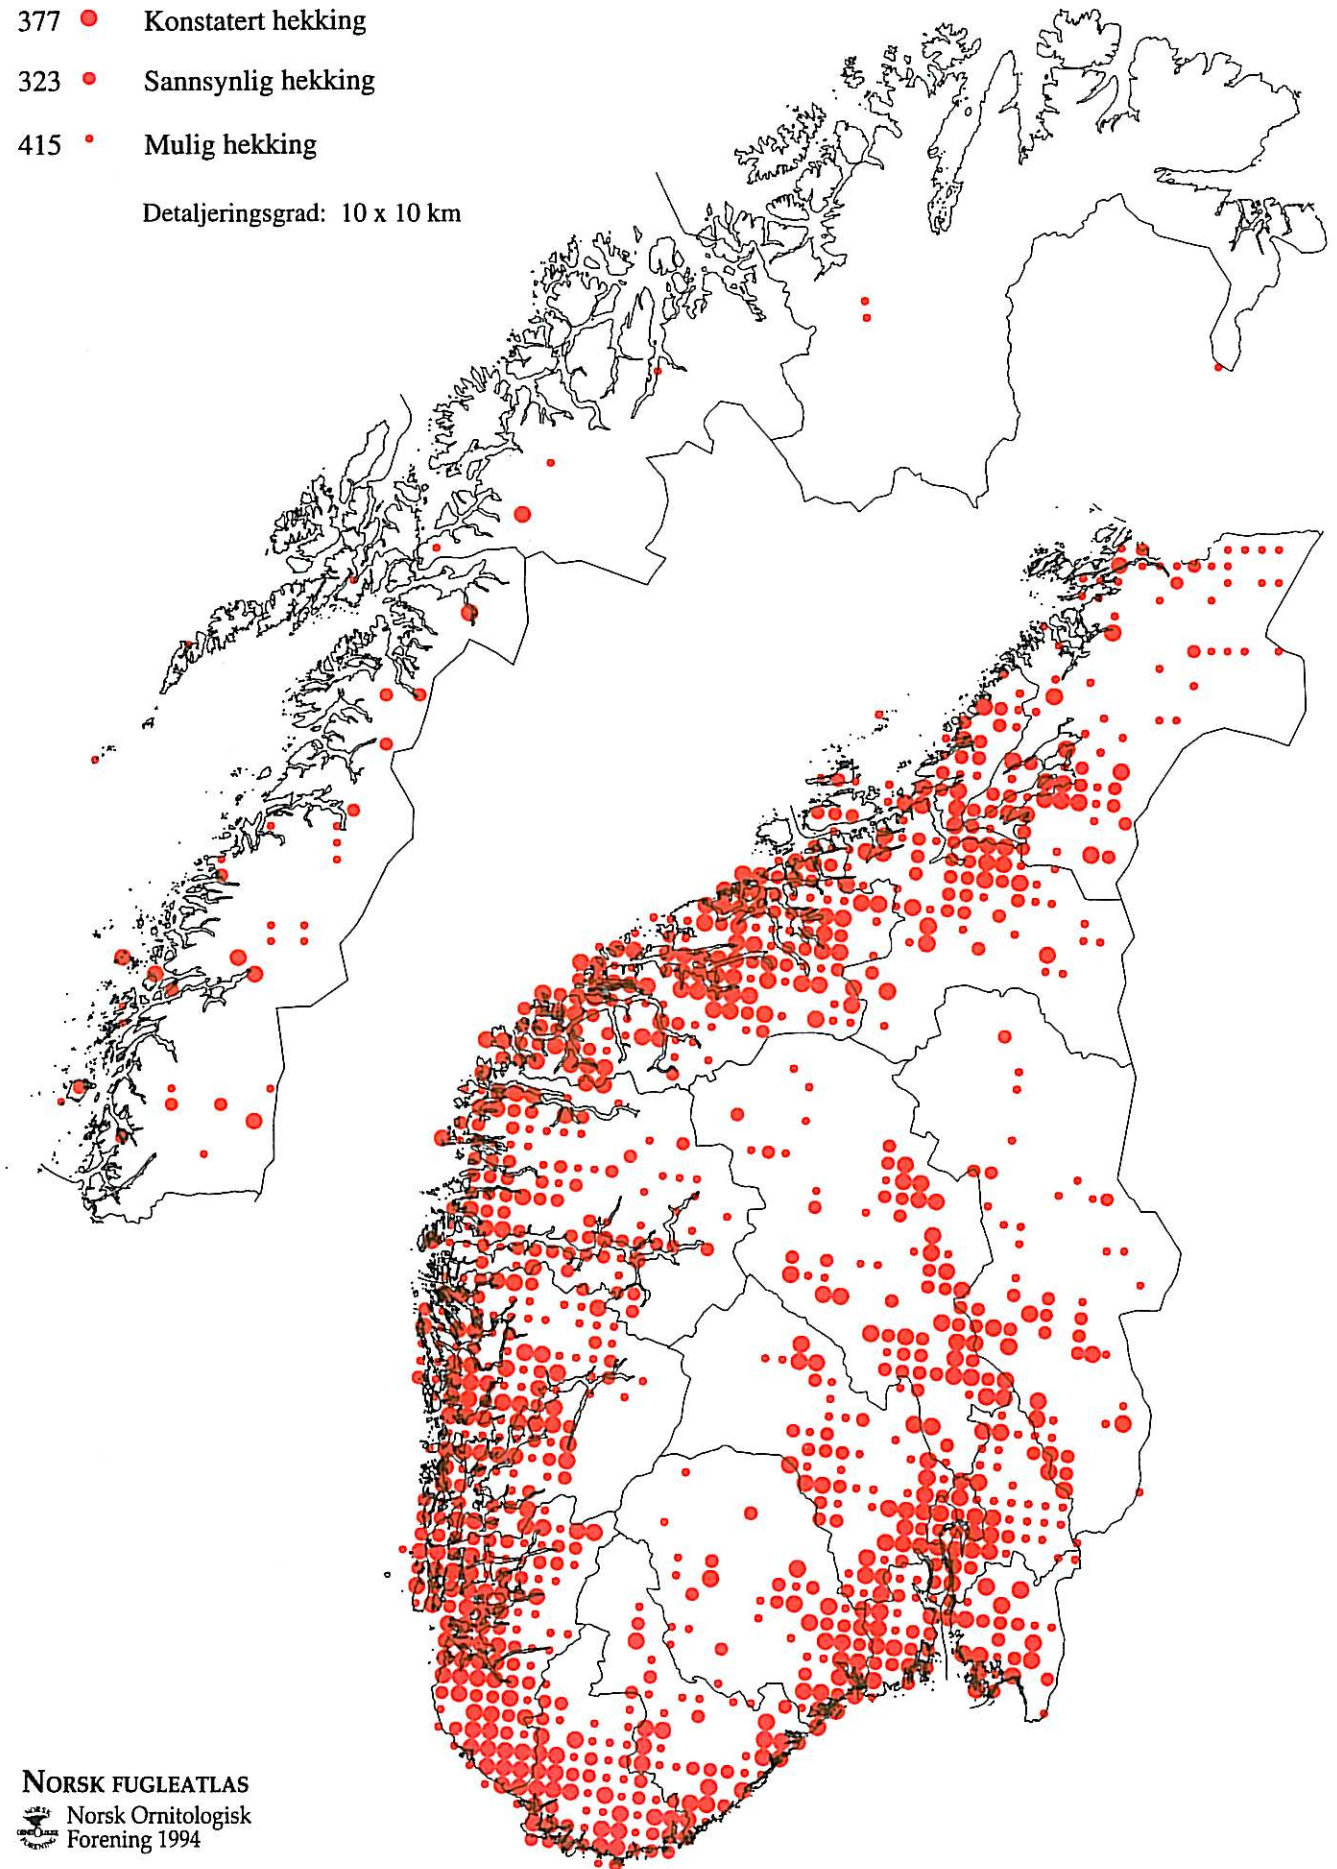 377 Konstatert hekking
323 Sannsynlig hekking
415 Mulig hekking
Detaljeringsgrad: 10 x 10 km
NORSK FUGLEATLAS
Norsk Ornitologisk
Forening 1994